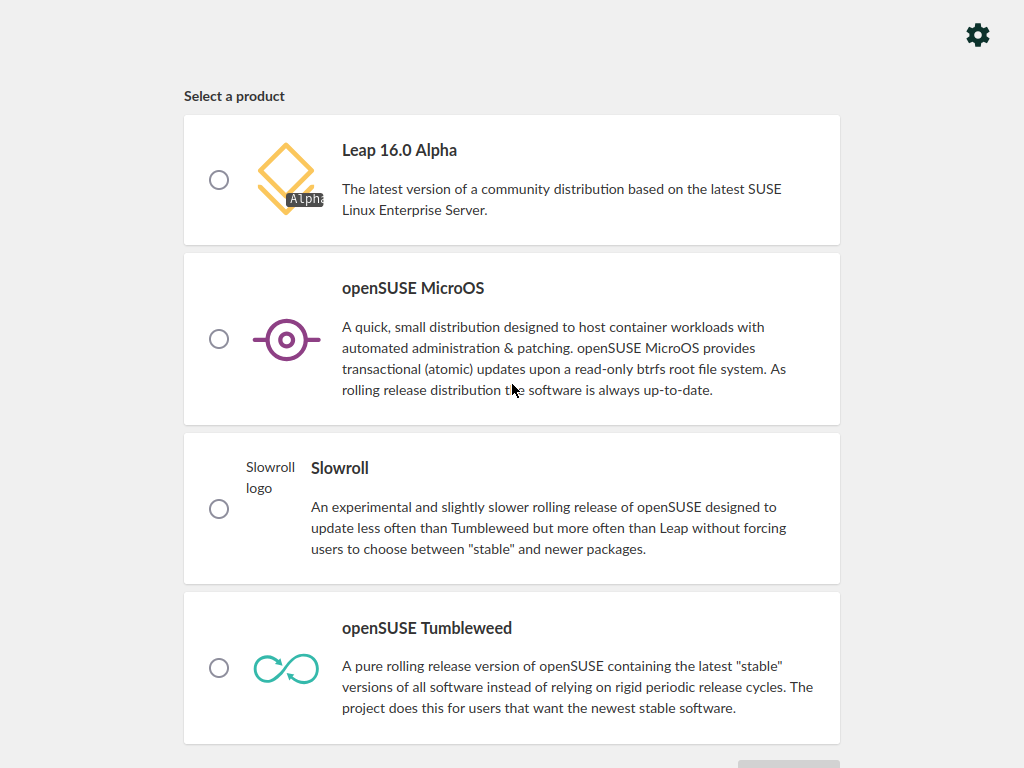 Select a product
Leap 16.0 Alpha
Alpha
The latest version of a community distribution based on the latest SUSE
Linux Enterprise Server.
openSUSE MicroOS
A quick, small distribution designed to host container workloads with
automated administration & patching. openSUSE MicroOS provides
transactional (atomic) updates upon a read-only btrfs root file system. As
rolling release distribution the software is always up-to-date.
Slowroll
logo
Slowroll
An experimental and slightly slower rolling release of openSUSE designed to
update less often than Tumbleweed but more often than Leap without forcing
users to choose between "stable" and newer packages.
openSUSE Tumbleweed
A pure rolling release version of openSUSE containing the latest "stable"
versions of all software instead of relying on rigid periodic release cycles. The
project does this for users that want the newest stable software.